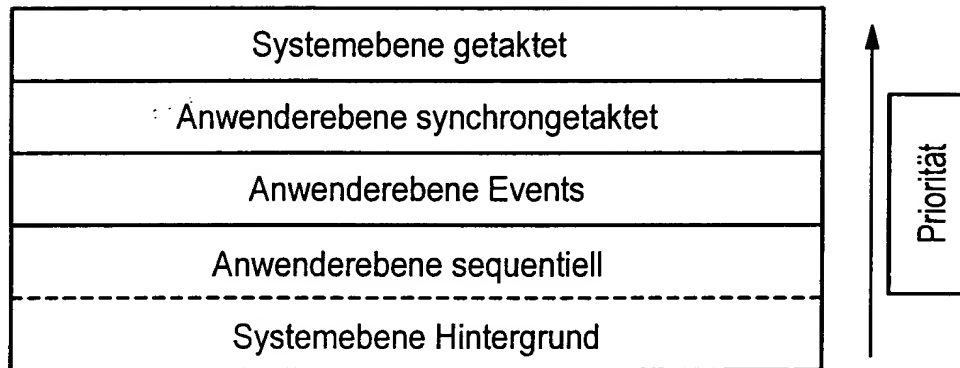 Systemebene getaktet
Anwenderebene synchrongetaktet
Anwenderebene Events
Anwenderebene sequentiell
Systemebene Hintergrund
Priorität